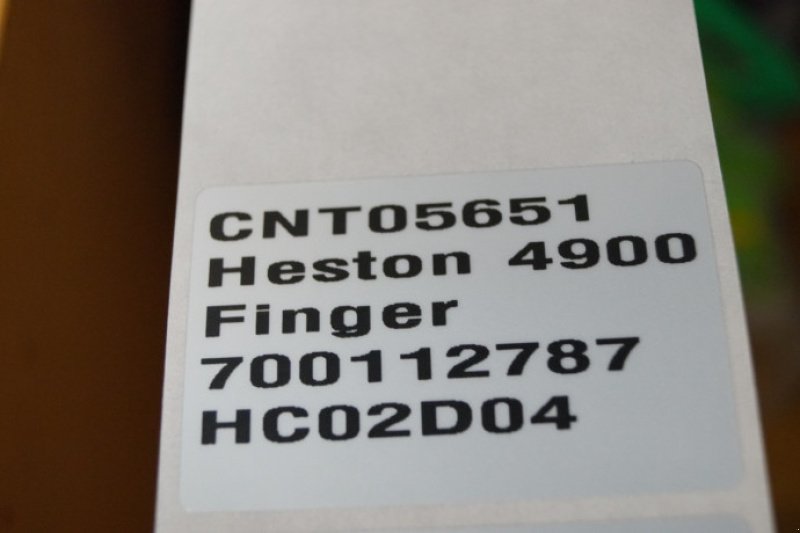 CNT05651
Heston 4900
Finger
700112787
HC02D04